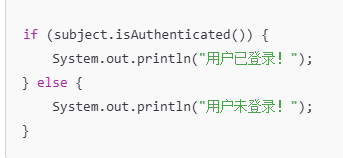 if (subject.isAuthenticated()) {
    System.out.println("用户已登录! ");
} else {
    System.out.println("用户未登录! ");
}